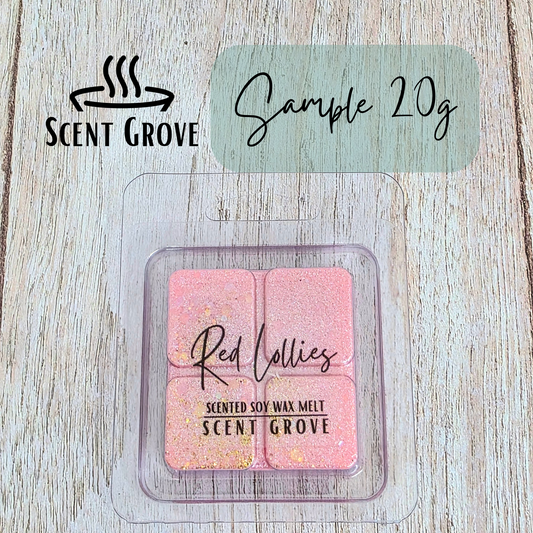 SCENT GROVE
Sample 20g
Red Lollies
SCENTED SOY WAX MELT
SCENT GROVE